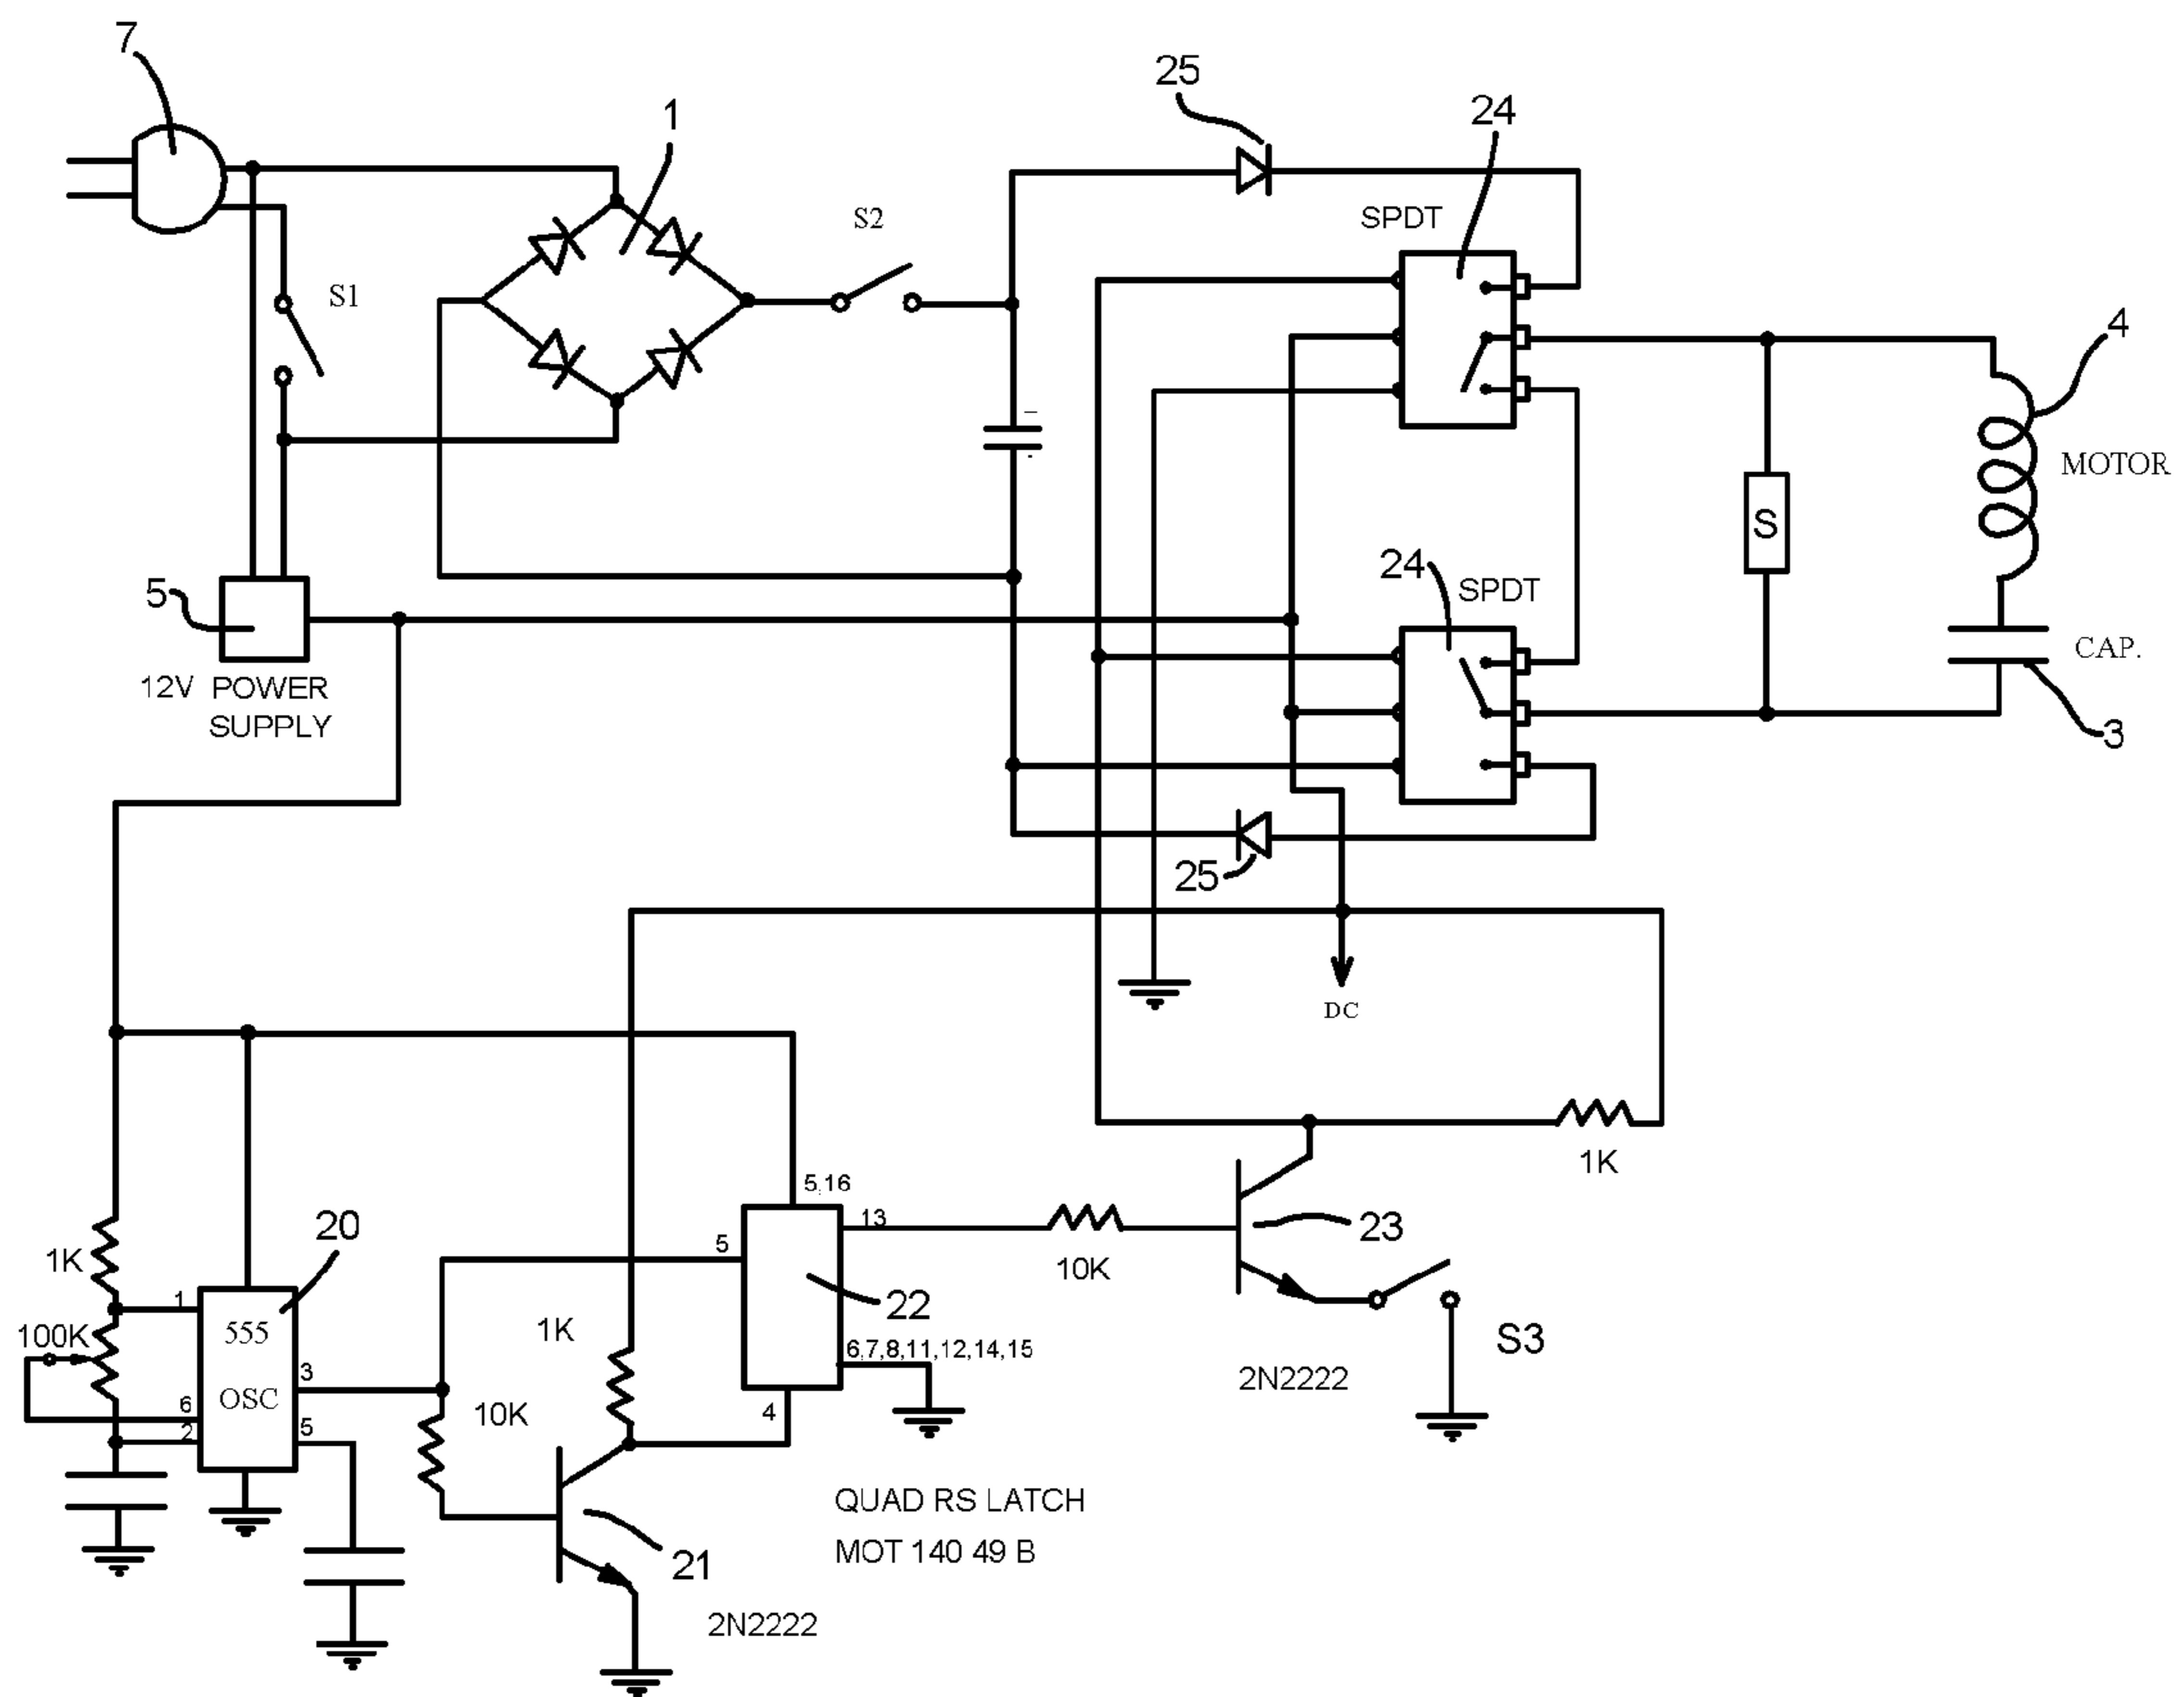 7
25
24
1
SPDT
S2
S1
4
MOTOR
S
24
SPDT
5
CAP.
12V POWER
SUPPLY
3
25
DC
1K
5,16
13
20
23
5
1K
10K
22
1
1K
100K
555
S3
6,7,8,11,12,14,15
3
2N2222
OSC
6
10K
4
5
2
QUAD RS LATCH
MOT 140 49 B
21
2N2222